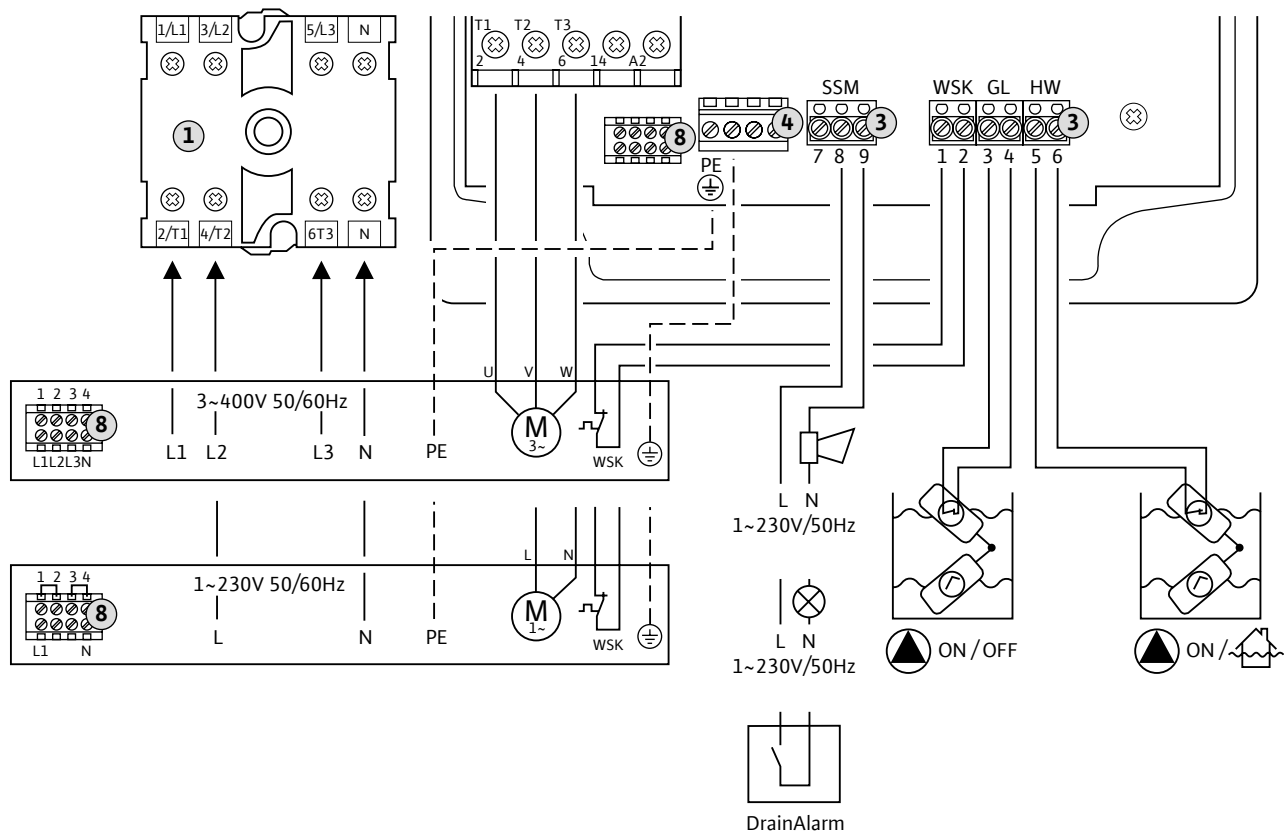 1/L1 3/L2 5/L3 N
T1 T2 T3
2 4 6 14 A2
SSM
WSK GL HW
1
8
4
3
3
PE
7 8 9
1 2 3 4 5 6
2/T1 4/T2 6T3 N
U V W
1 2 3 4
3~400V 50/60Hz
8
M
3~
L1L2L3N
L1 L2 L3 N PE
WSK
L N
1~230V/50Hz
L N
1 2 3 4
1~230V 50/60Hz
8
M
1~
L1 N
L N PE
WSK
L N
1~230V/50Hz
ON / OFF
ON /
DrainAlarm